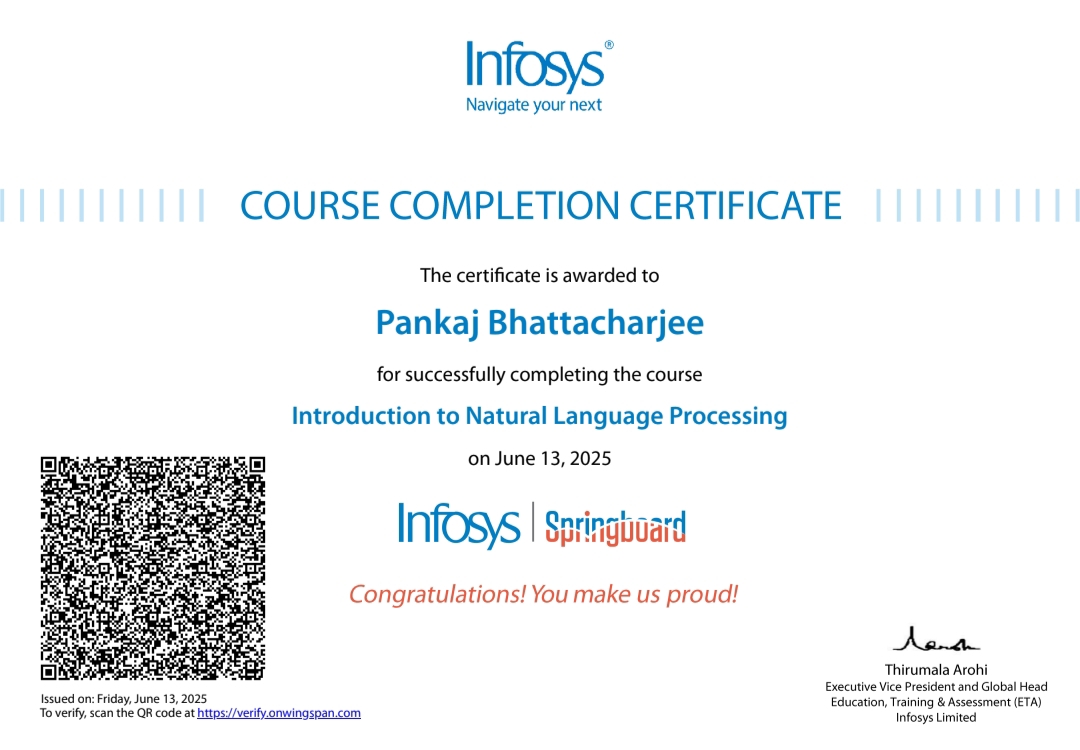 Infosys®
Navigate your next
COURSE COMPLETION CERTIFICATE
The certificate is awarded to
Pankaj Bhattacharjee
for successfully completing the course
Introduction to Natural Language Processing
on June 13, 2025
Infosys | Springboard
Congratulations! You make us proud!
Thirumala Arohi
Executive Vice President and Global Head
Education, Training & Assessment (ETA)
Infosys Limited
Issued on: Friday, June 13, 2025
To verify, scan the QR code at https://verify.onwingspan.com